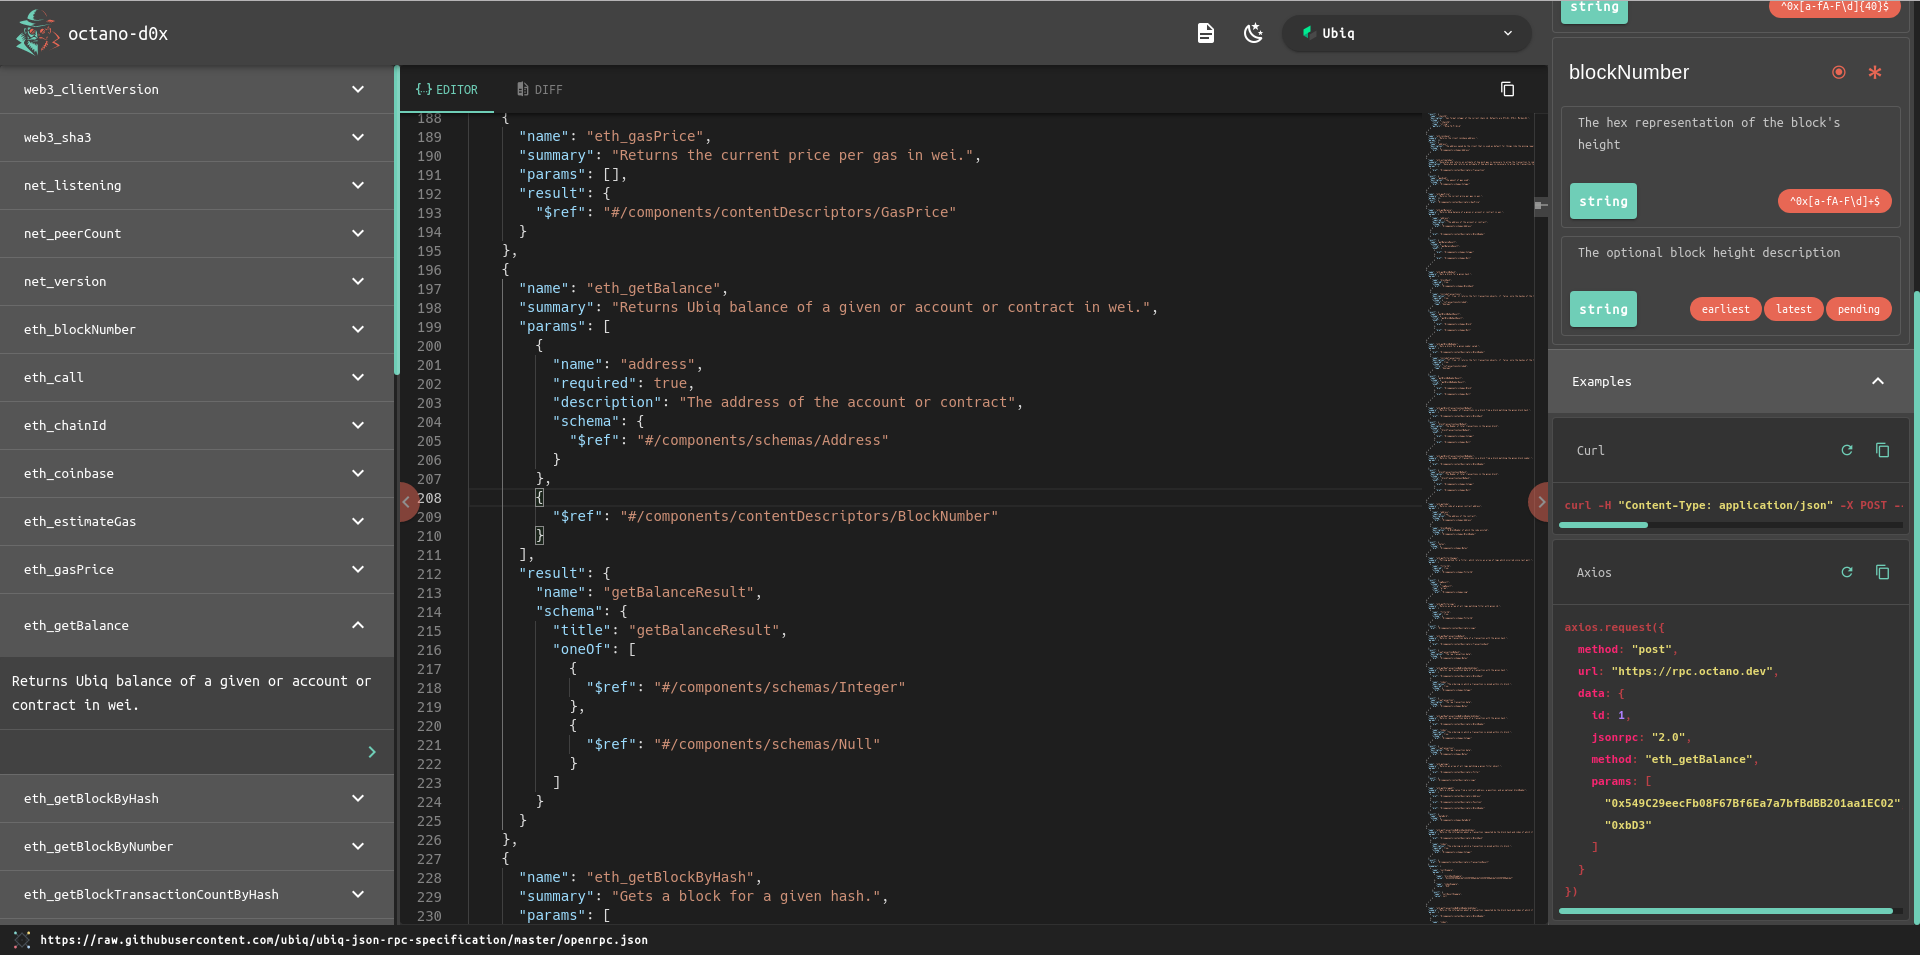 octano-d0x
Ubiq
web3_clientVersion
web3_sha3
net_listening
net_peerCount
net_version
eth_blockNumber
eth_call
eth_chainId
eth_coinbase
eth_estimateGas
eth_gasPrice
eth_getBalance
Returns Ubiq balance of a given or account or
contract in wei.
eth_getBlockByHash
eth_getBlockByNumber
eth_getBlockTransactionCountByHash
{..} EDITOR
DIFF
188 {
189 "name": "eth_gasPrice",
190 "summary": "Returns the current price per gas in wei.",
191 "params": [],
192 "result": {
193 "$ref": "#/components/contentDescriptors/GasPrice"
194 }
195 },
196 {
197 "name": "eth_getBalance",
198 "summary": "Returns Ubiq balance of a given or account or contract in wei.",
199 "params": [
200 {
201 "name": "address",
202 "required": true,
203 "description": "The address of the account or contract",
204 "schema": {
205 "$ref": "#/components/schemas/Address"
206 }
207 },
208 {
209 "$ref": "#/components/contentDescriptors/BlockNumber"
210 }
211 ],
212 "result": {
213 "name": "getBalanceResult",
214 "schema": {
215 "title": "getBalanceResult",
216 "oneOf": [
217 {
218 "$ref": "#/components/schemas/Integer"
219 },
220 {
221 "$ref": "#/components/schemas/Null"
222 }
223 ]
224 }
225 }
226 },
227 {
228 "name": "eth_getBlockByHash",
229 "summary": "Gets a block for a given hash.",
230 "params": [
string
^0x[a-fA-F\d]{40}$
blockNumber
The hex representation of the block's
height
string
^0x[a-fA-F\d]+$
The optional block height description
string
earliest
latest
pending
Examples
Curl
curl -H "Content-Type: application/json" -X POST -
Axios
axios.request({
method: "post",
url: "https://rpc.octano.dev",
data: {
id: 1,
jsonrpc: "2.0",
method: "eth_getBalance",
params: [
"0x549C29eecFb08F67Bf6Ea7a7bfBdBB201aa1EC02"
"0xbD3"
]
}
})
https://raw.githubusercontent.com/ubiq/ubiq-json-rpc-specification/master/openrpc.json